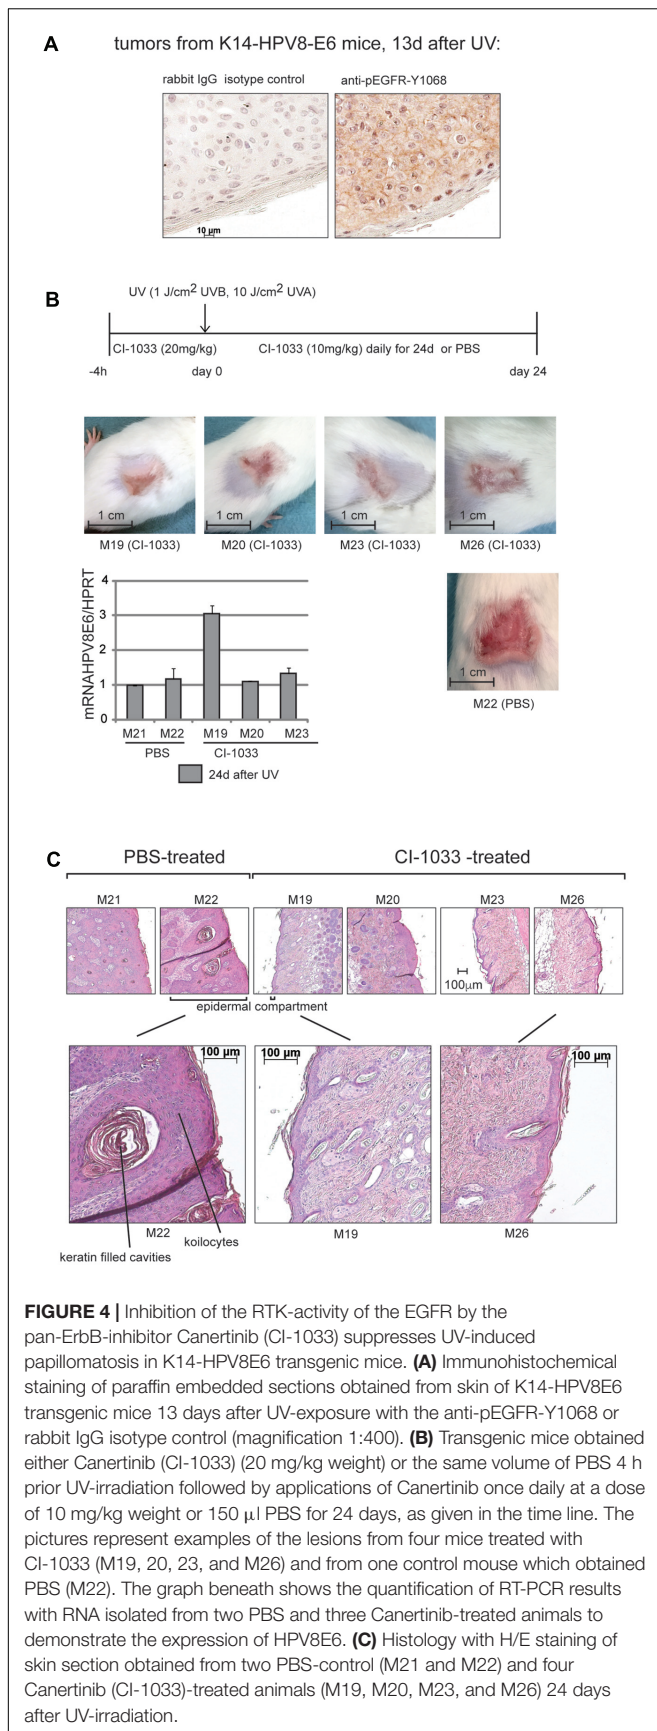 A
tumors from K14-HPV8-E6 mice, 13d after UV:
rabbit IgG isotype control
anti-pEGFR-Y1068
10 µm
B
UV (1 J/cm2 UVB, 10 J/cm2 UVA)
CI-1033 (20mg/kg)
CI-1033 (10mg/kg) daily for 24d or PBS
-4h
day 0
day 24
1 cm
1 cm
1 cm
1 cm
M19 (CI-1033)
M20 (CI-1033)
M23 (CI-1033)
M26 (CI-1033)
mRNAHPV8E6/HPRT
4
3
2
1
0
M21
M22
M19
M20
M23
PBS
CI-1033
24d after UV
1 cm
M22 (PBS)
C
PBS-treated
CI-1033 -treated
M21
M22
M19
M20
M23
M26
100µm
epidermal compartment
100 µm
100 µm
100 µm
M22
koilocytes
keratin filled cavities
M19
M26
FIGURE 4 | Inhibition of the RTK-activity of the EGFR by the
pan-ErbB-inhibitor Canertinib (CI-1033) suppresses UV-induced
papillomatosis in K14-HPV8E6 transgenic mice. (A) Immunohistochemical
staining of paraffin embedded sections obtained from skin of K14-HPV8E6
transgenic mice 13 days after UV-exposure with the anti-pEGFR-Y1068 or
rabbit IgG isotype control (magnification 1:400). (B) Transgenic mice obtained
either Canertinib (CI-1033) (20 mg/kg weight) or the same volume of PBS 4 h
prior UV-irradiation followed by applications of Canertinib once daily at a dose
of 10 mg/kg weight or 150 µl PBS for 24 days, as given in the time line. The
pictures represent examples of the lesions from four mice treated with
CI-1033 (M19, 20, 23, and M26) and from one control mouse which obtained
PBS (M22). The graph beneath shows the quantification of RT-PCR results
with RNA isolated from two PBS and three Canertinib-treated animals to
demonstrate the expression of HPV8E6. (C) Histology with H/E staining of
skin section obtained from two PBS-control (M21 and M22) and four
Canertinib (CI-1033)-treated animals (M19, M20, M23, and M26) 24 days
after UV-irradiation.